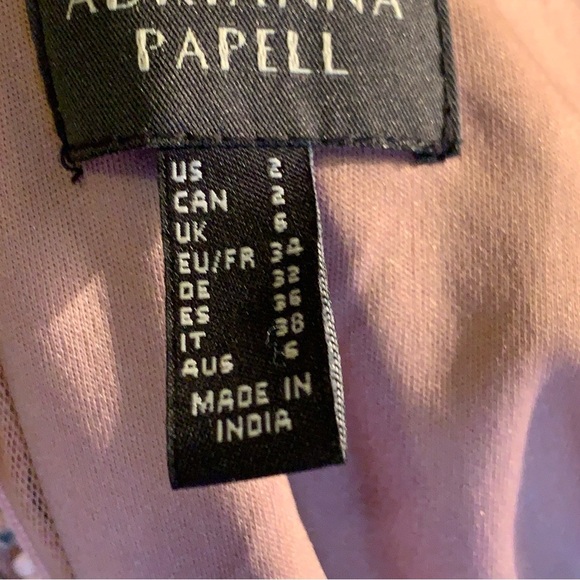 ADRIANNA
PAPELL
US 2
CAN 2
UK 6
EU/FR 34
DE 32
ES 36
IT 38
AUS 6
MADE IN
INDIA